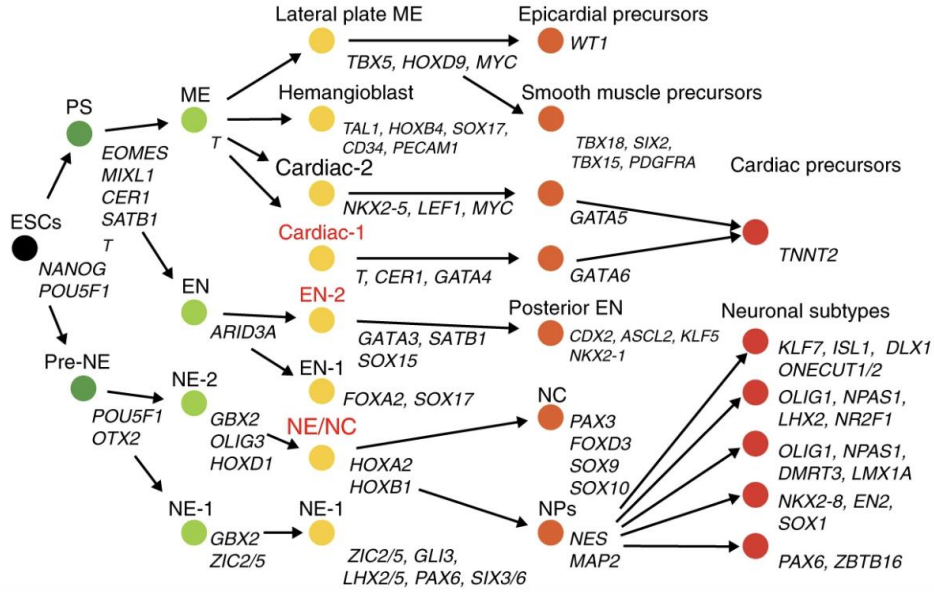 Lateral plate ME
Epicardial precursors
WT1
TBX5, HOXD9, MYC
PS
ME
Hemangioblast
Smooth muscle precursors
T
TAL1, HOXB4, SOX17,
CD34, PECAM1
TBX18, SIX2,
TBX15, PDGFRA
EOMES
MIXL1
CER1
SATB1
T
Cardiac-2
NKX2-5, LEF1, MYC
GATA5
Cardiac precursors
TNNT2
ESCs
NANOG
POU5F1
Cardiac-1
T, CER1, GATA4
GATA6
EN
ARID3A
EN-2
GATA3, SATB1
SOX15
Posterior EN
CDX2, ASCL2, KLF5
NKX2-1
Neuronal subtypes
KLF7, ISL1, DLX1
ONECUT1/2
Pre-NE
POU5F1
OTX2
EN-1
FOXA2, SOX17
NE-2
GBX2
OLIG3
HOXD1
NE/NC
HOXA2
HOXB1
NC
PAX3
FOXD3
SOX9
SOX10
OLIG1, NPAS1,
LHX2, NR2F1
OLIG1, NPAS1,
DMRT3, LMX1A
NKX2-8, EN2,
SOX1
NE-1
GBX2
ZIC2/5
NE-1
ZIC2/5, GLI3,
LHX2/5, PAX6, SIX3/6
NPs
NES
MAP2
PAX6, ZBTB16